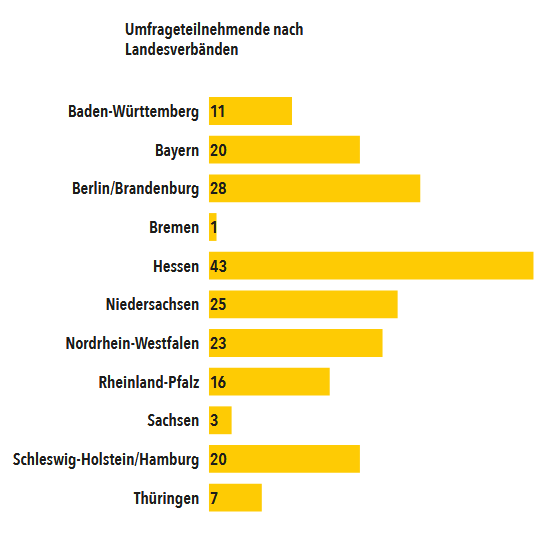 Umfrageteilnehmende nach
Landesverbänden
Baden-Württemberg 11
Bayern 20
Berlin/Brandenburg 28
Bremen 1
Hessen 43
Niedersachsen 25
Nordrhein-Westfalen 23
Rheinland-Pfalz 16
Sachsen 3
Schleswig-Holstein/Hamburg 20
Thüringen 7